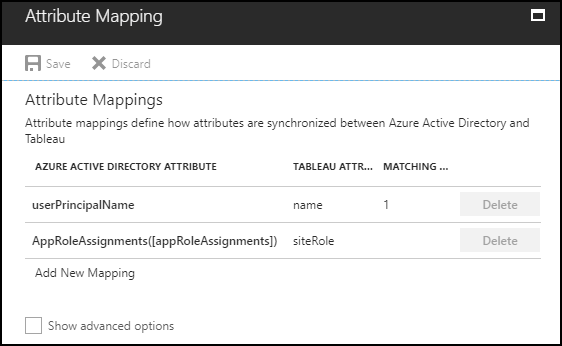 Attribute Mapping
Save Discard
Attribute Mappings
Attribute mappings define how attributes are synchronized between Azure Active Directory and
Tableau
AZURE ACTIVE DIRECTORY ATTRIBUTE TABLEAU ATTR... MATCHING ...
userPrincipalName name 1 Delete
AppRoleAssignments([appRoleAssignments]) siteRole Delete
Add New Mapping
Show advanced options